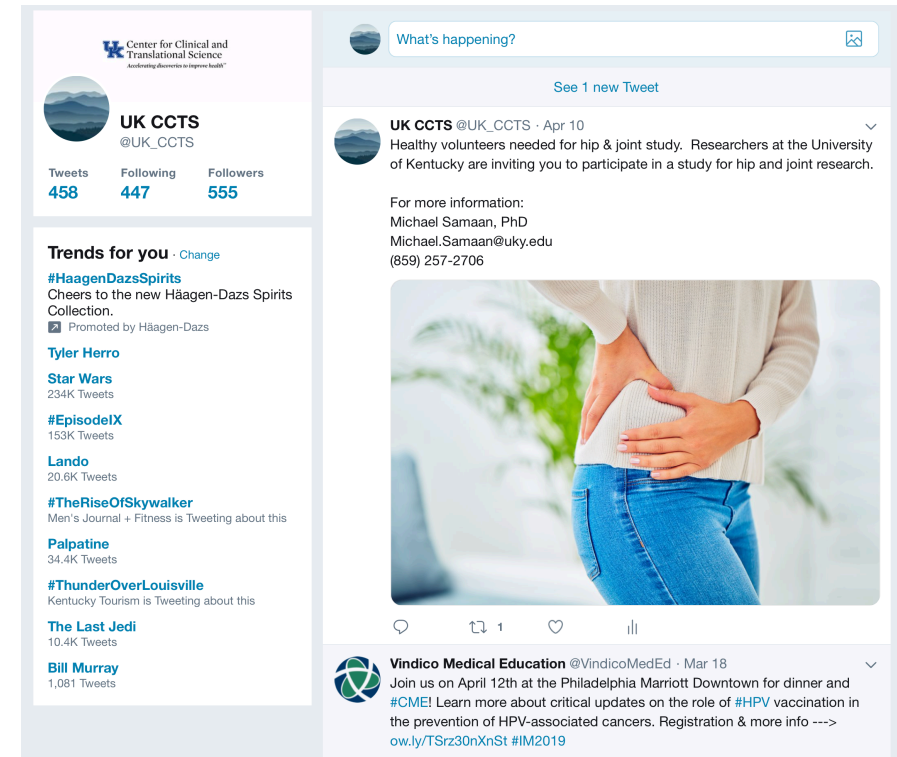 UK Center for Clinical and
Translational Science
Accelerating discoveries to improve health™
UK CCTS
@UK_CCTS
Tweets Following Followers
458 447 555
Trends for you · Change
#HaagenDazsSpirits
Cheers to the new Häagen-Dazs Spirits
Collection.
Promoted by Häagen-Dazs
Tyler Herro
Star Wars
234K Tweets
#EpisodeIX
153K Tweets
Lando
20.6K Tweets
#TheRiseOfSkywalker
Men's Journal + Fitness is Tweeting about this
Palpatine
34.4K Tweets
#ThunderOverLouisville
Kentucky Tourism is Tweeting about this
The Last Jedi
10.4K Tweets
Bill Murray
1,081 Tweets
What's happening?
See 1 new Tweet
UK CCTS @UK_CCTS · Apr 10
Healthy volunteers needed for hip & joint study.  Researchers at the University
of Kentucky are inviting you to participate in a study for hip and joint research.
For more information:
Michael Samaan, PhD
Michael.Samaan@uky.edu
(859) 257-2706
1
Vindico Medical Education @VindicoMedEd · Mar 18
Join us on April 12th at the Philadelphia Marriott Downtown for dinner and
#CME! Learn more about critical updates on the role of #HPV vaccination in
the prevention of HPV-associated cancers. Registration & more info --->
ow.ly/TSrz30nXnSt #IM2019